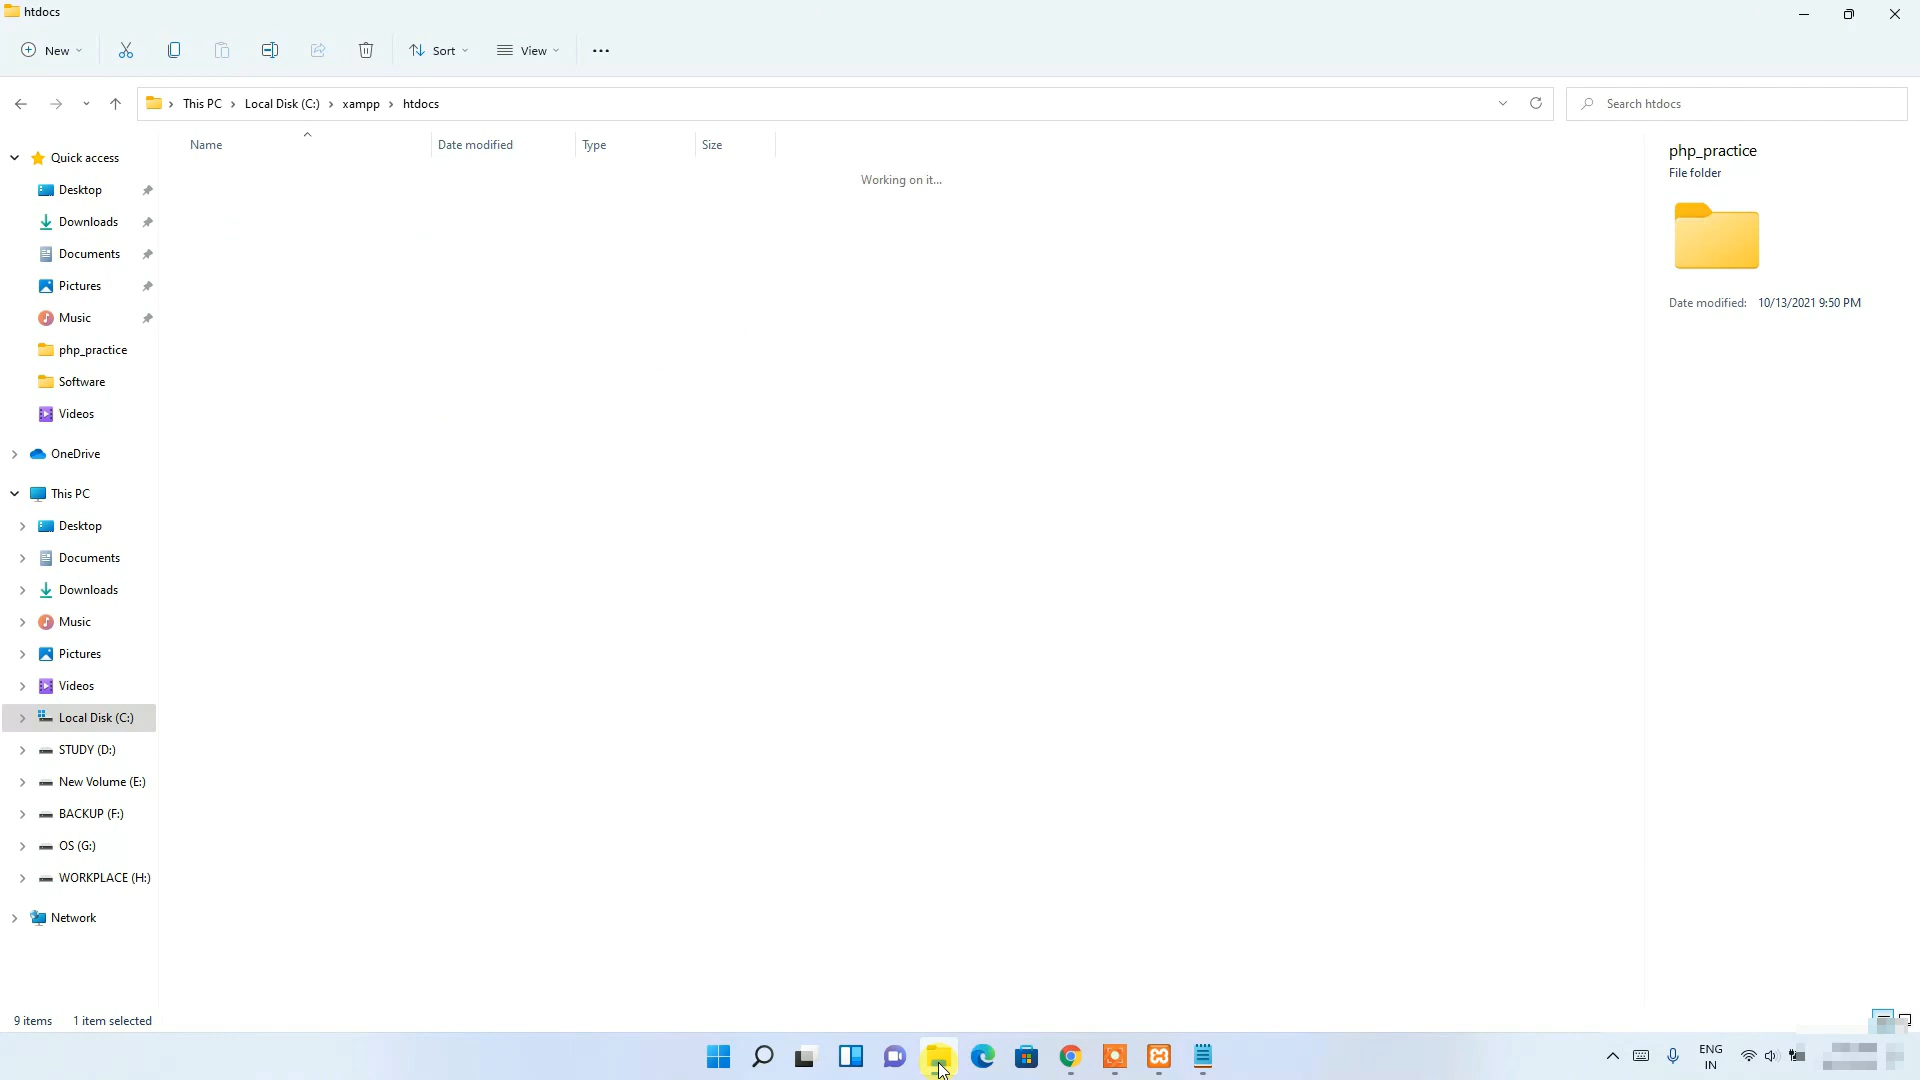 htdocs
New
Sort
View
This PC
Local Disk (C:)
xampp
htdocs
Search htdocs
Name
Date modified
Type
Size
Working on it...
php_practice
File folder
Date modified: 10/13/2021 9:50 PM
Quick access
Desktop
Downloads
Documents
Pictures
Music
php_practice
Software
Videos
OneDrive
This PC
Desktop
Documents
Downloads
Music
Pictures
Videos
Local Disk (C:)
STUDY (D:)
New Volume (E:)
BACKUP (F:)
OS (G:)
WORKPLACE (H:)
Network
9 items 1 item selected
ENG
IN